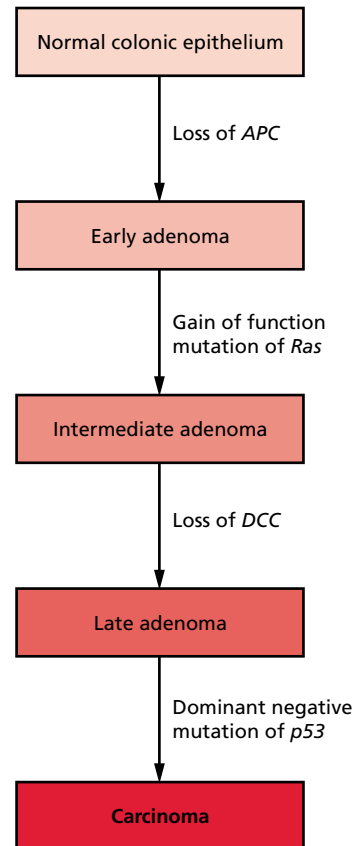 Normal colonic epithelium
Loss of APC
Early adenoma
Gain of function
mutation of Ras
Intermediate adenoma
Loss of DCC
Late adenoma
Dominant negative
mutation of p53
Carcinoma